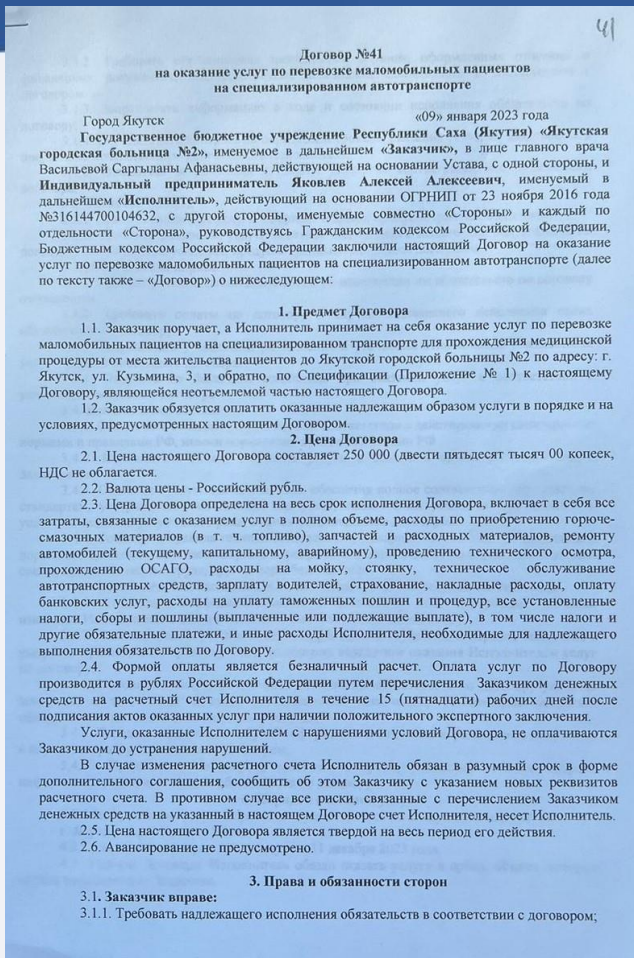 41
Договор №41
на оказание услуг по перевозке маломобильных пациентов
на специализированном автотранспорте
Город Якутск «09» января 2023 года
Государственное бюджетное учреждение Республики Саха (Якутия) «Якутская
городская больница №2», именуемое в дальнейшем «Заказчик», в лице главного врача
Васильевой Саргыланы Афанасьевны, действующей на основании Устава, с одной стороны, и
Индивидуальный предприниматель Яковлев Алексей Алексеевич, именуемый в
дальнейшем «Исполнитель», действующий на основании ОГРНИП от 23 ноября 2016 года
№316144700104632, с другой стороны, именуемые совместно «Стороны» и каждый по
отдельности «Сторона», руководствуясь Гражданским кодексом Российской Федерации,
Бюджетным кодексом Российской Федерации заключили настоящий Договор на оказание
услуг по перевозке маломобильных пациентов на специализированном автотранспорте (далее
по тексту также – «Договор») о нижеследующем:
1. Предмет Договора
1.1. Заказчик поручает, а Исполнитель принимает на себя оказание услуг по перевозке
маломобильных пациентов на специализированном транспорте для прохождения медицинской
процедуры от места жительства пациентов до Якутской городской больницы №2 по адресу: г.
Якутск, ул. Кузьмина, 3, и обратно, по Спецификации (Приложение № 1) к настоящему
Договору, являющейся неотъемлемой частью настоящего Договора.
1.2. Заказчик обязуется оплатить оказанные надлежащим образом услуги в порядке и на
условиях, предусмотренных настоящим Договором.
2. Цена Договора
2.1. Цена настоящего Договора составляет 250 000 (двести пятьдесят тысяч 00 копеек,
НДС не облагается.
2.2. Валюта цены - Российский рубль.
2.3. Цена Договора определена на весь срок исполнения Договора, включает в себя все
затраты, связанные с оказанием услуг в полном объеме, расходы по приобретению горюче-
смазочных материалов (в т. ч. топливо), запчастей и расходных материалов, ремонту
автомобилей (текущему, капитальному, аварийному), проведению технического осмотра,
прохождению ОСАГО, расходы на мойку, стоянку, техническое обслуживание
автотранспортных средств, зарплату водителей, страхование, накладные расходы, оплату
банковских услуг, расходы на уплату таможенных пошлин и процедур, все установленные
налоги, сборы и пошлины (выплаченные или подлежащие выплате), в том числе налоги и
другие обязательные платежи, и иные расходы Исполнителя, необходимые для надлежащего
выполнения обязательств по Договору.
2.4. Формой оплаты является безналичный расчет. Оплата услуг по Договору
производится в рублях Российской Федерации путем перечисления Заказчиком денежных
средств на расчетный счет Исполнителя в течение 15 (пятнадцати) рабочих дней после
подписания актов оказанных услуг при наличии положительного экспертного заключения.
Услуги, оказанные Исполнителем с нарушениями условий Договора, не оплачиваются
Заказчиком до устранения нарушений.
В случае изменения расчетного счета Исполнитель обязан в разумный срок в форме
дополнительного соглашения, сообщить об этом Заказчику с указанием новых реквизитов
расчетного счета. В противном случае все риски, связанные с перечислением Заказчиком
денежных средств на указанный в настоящем Договоре счет Исполнителя, несет Исполнитель.
2.5. Цена настоящего Договора является твердой на весь период его действия.
2.6. Авансирование не предусмотрено.
3. Права и обязанности сторон
3.1. Заказчик вправе:
3.1.1. Требовать надлежащего исполнения обязательств в соответствии с договором;